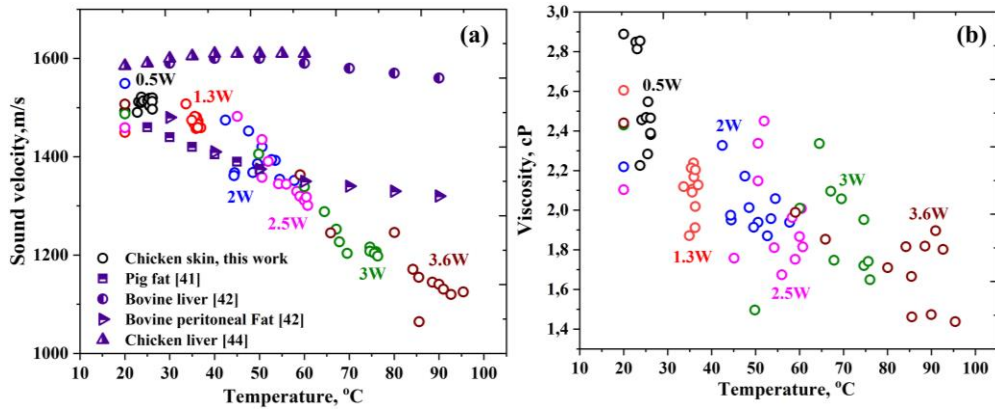 (a)
1600
1400
1200
1000
Sound velocity,m/s
0.5W
1.3W
2W
2.5W
3W
3.6W
Chicken skin, this work
Pig fat [41]
Bovine liver [42]
Bovine peritoneal Fat [42]
Chicken liver [44]
10 20 30 40 50 60 70 80 90 100
Temperature, °C
(b)
3,0
2,8
2,6
2,4
2,2
2,0
1,8
1,6
1,4
Viscosity, cP
0.5W
2W
3W
3.6W
1.3W
2.5W
10 20 30 40 50 60 70 80 90 100
Temperature, °C